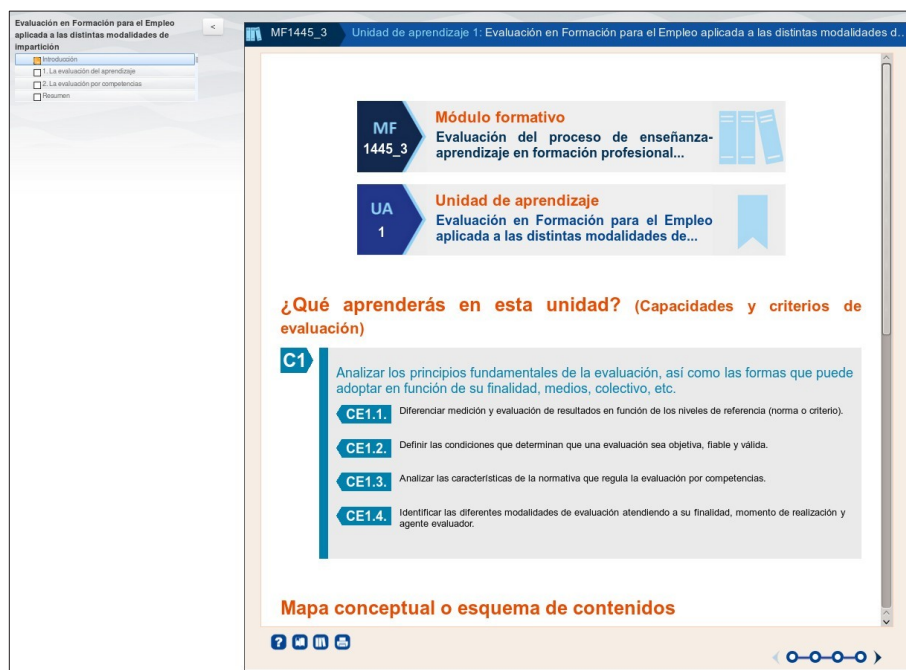 Evaluación en Formación para el Empleo
aplicada a las distintas modalidades de
impartición
<
Introducción
1. La evaluación del aprendizaje
2. La evaluación por competencias
Resumen
MF1445_3
Unidad de aprendizaje 1: Evaluación en Formación para el Empleo aplicada a las distintas modalidades d...
MF
1445_3
Módulo formativo
Evaluación del proceso de enseñanza-
aprendizaje en formación profesional...
UA
1
Unidad de aprendizaje
Evaluación en Formación para el Empleo
aplicada a las distintas modalidades de...
¿Qué aprenderás en esta unidad? (Capacidades y criterios de
evaluación)
C1
Analizar los principios fundamentales de la evaluación, así como las formas que puede
adoptar en función de su finalidad, medios, colectivo, etc.
CE1.1. Diferenciar medición y evaluación de resultados en función de los niveles de referencia (norma o criterio).
CE1.2. Definir las condiciones que determinan que una evaluación sea objetiva, fiable y válida.
CE1.3. Analizar las características de la normativa que regula la evaluación por competencias.
CE1.4. Identificar las diferentes modalidades de evaluación atendiendo a su finalidad, momento de realización y
agente evaluador.
Mapa conceptual o esquema de contenidos
?